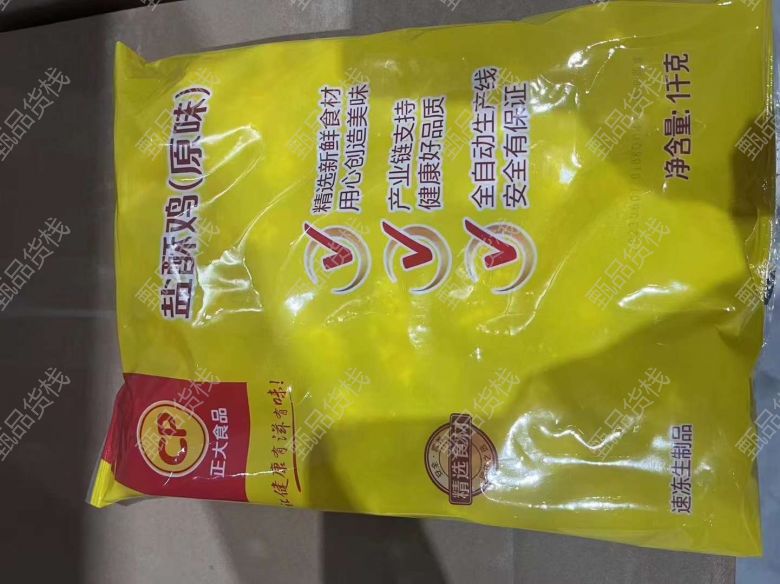 CP
正大食品
健康有滋有味!
盐酥鸡(原味)
精选新鲜食材
用心创造美味
产业链支持
健康好品质
全自动生产线
安全有保证
精选食材
速冻生制品
净含量: 1千克
甄品货栈